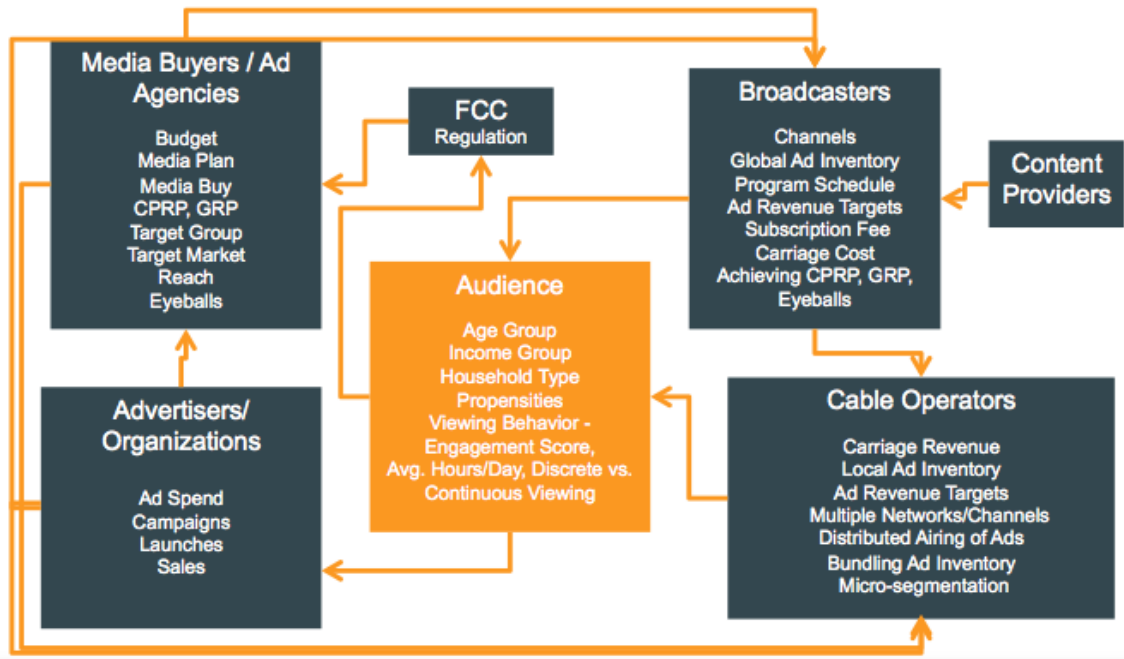 Media Buyers / Ad
Agencies
Budget
Media Plan
Media Buy
CPRP, GRP
Target Group
Target Market
Reach
Eyeballs
FCC
Regulation
Broadcasters
Channels
Global Ad Inventory
Program Schedule
Ad Revenue Targets
Subscription Fee
Carriage Cost
Achieving CPRP, GRP,
Eyeballs
Content
Providers
Audience
Age Group
Income Group
Household Type
Propensities
Viewing Behavior -
Engagement Score,
Avg. Hours/Day, Discrete vs.
Continuous Viewing
Advertisers/
Organizations
Ad Spend
Campaigns
Launches
Sales
Cable Operators
Carriage Revenue
Local Ad Inventory
Ad Revenue Targets
Multiple Networks/Channels
Distributed Airing of Ads
Bundling Ad Inventory
Micro-segmentation